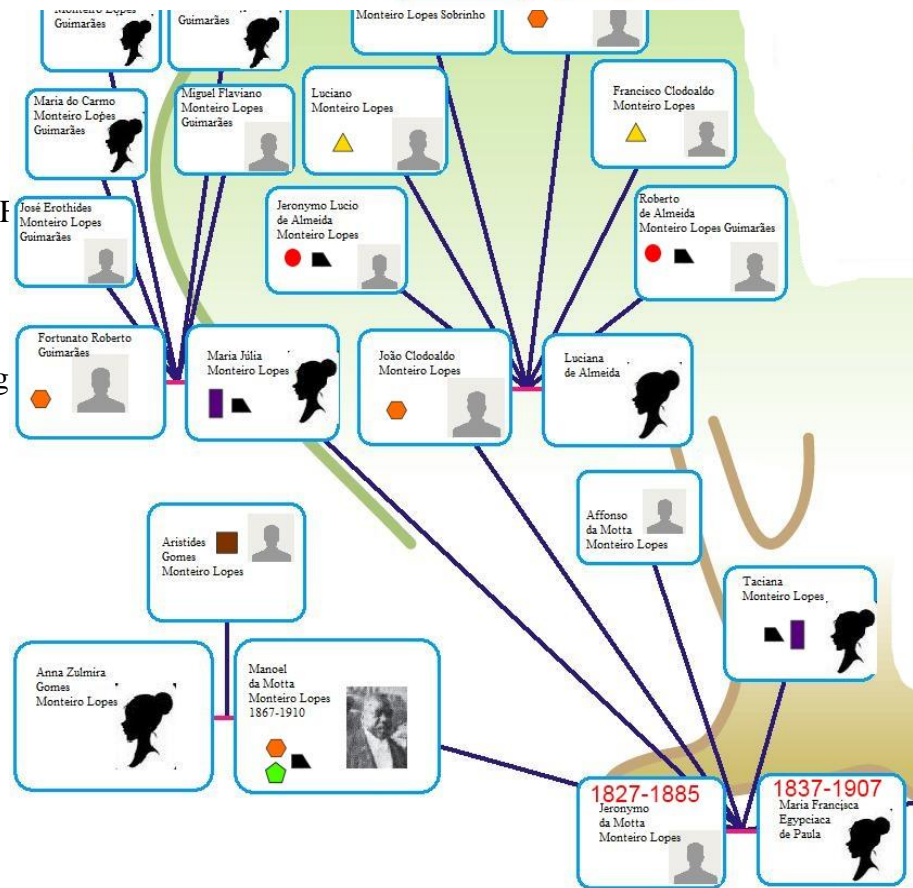 Monteiro Lopes
Guimarães
Guimarães
Monteiro Lopes Sobrinho
Maria do Carmo
Monteiro Lopes
Guimarães
Miguel Flaviano
Monteiro Lopes
Guimarães
Luciano
Monteiro Lopes
Francisco Clodoaldo
Monteiro Lopes
José Erothides
Monteiro Lopes
Guimarães
Jeronymo Lucio
de Almeida
Monteiro Lopes
Roberto
de Almeida
Monteiro Lopes Guimarães
Fortunato Roberto
Guimarães
Maria Júlia
Monteiro Lopes
João Clodoaldo
Monteiro Lopes
Luciana
de Almeida
g
Affonso
da Motta
Monteiro Lopes
Aristides
Gomes
Monteiro Lopes
Taciana
Monteiro Lopes
Anna Zulmira
Gomes
Monteiro Lopes
Manoel
da Motta
Monteiro Lopes
1867-1910
1827-1885
Jeronymo
da Motta
Monteiro Lopes
1837-1907
Maria Francisca
Egypciaca
de Paula